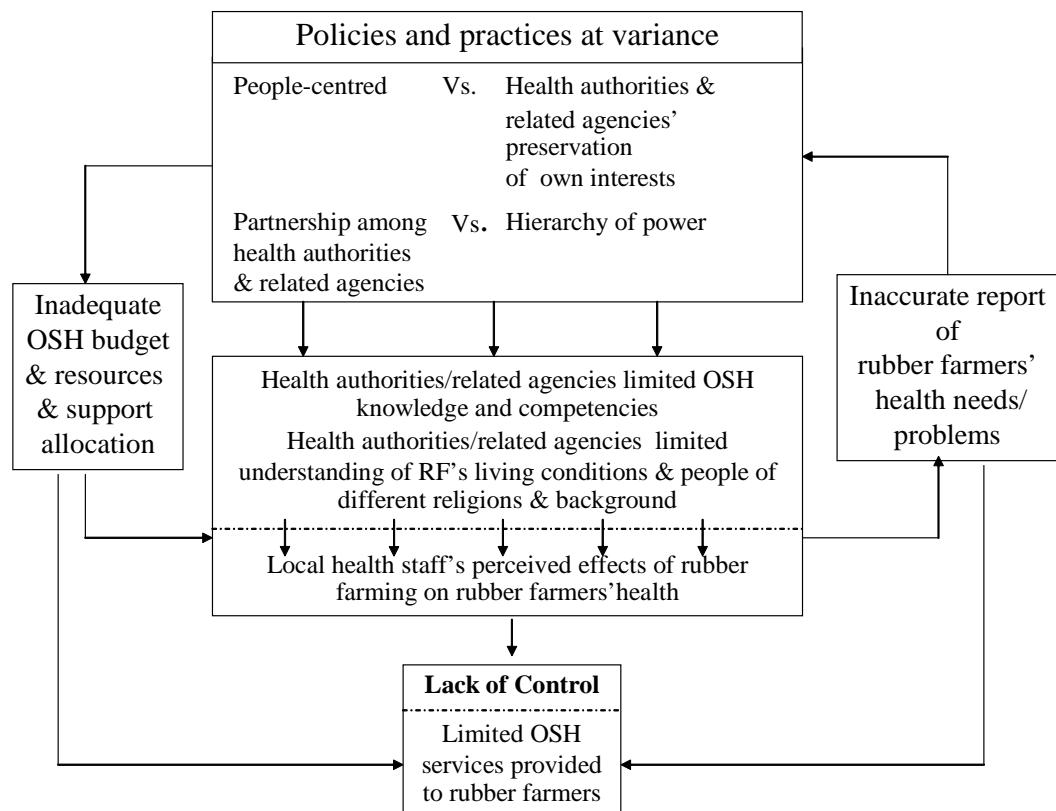 Policies and practices at variance
People-centred Vs. Health authorities &
related agencies’
preservation
of own interests
Partnership among Vs. Hierarchy of power
health authorities
& related agencies
Inadequate
OSH budget
& resources
& support
allocation
Inaccurate report
of
rubber farmers’
health needs/
problems
Health authorities/related agencies limited OSH
knowledge and competencies
Health authorities/related agencies limited
understanding of RF’s living conditions & people of
different religions & background
Local health staff’s perceived effects of rubber
farming on rubber farmers’health
Lack of Control
Limited OSH
services provided
to rubber farmers